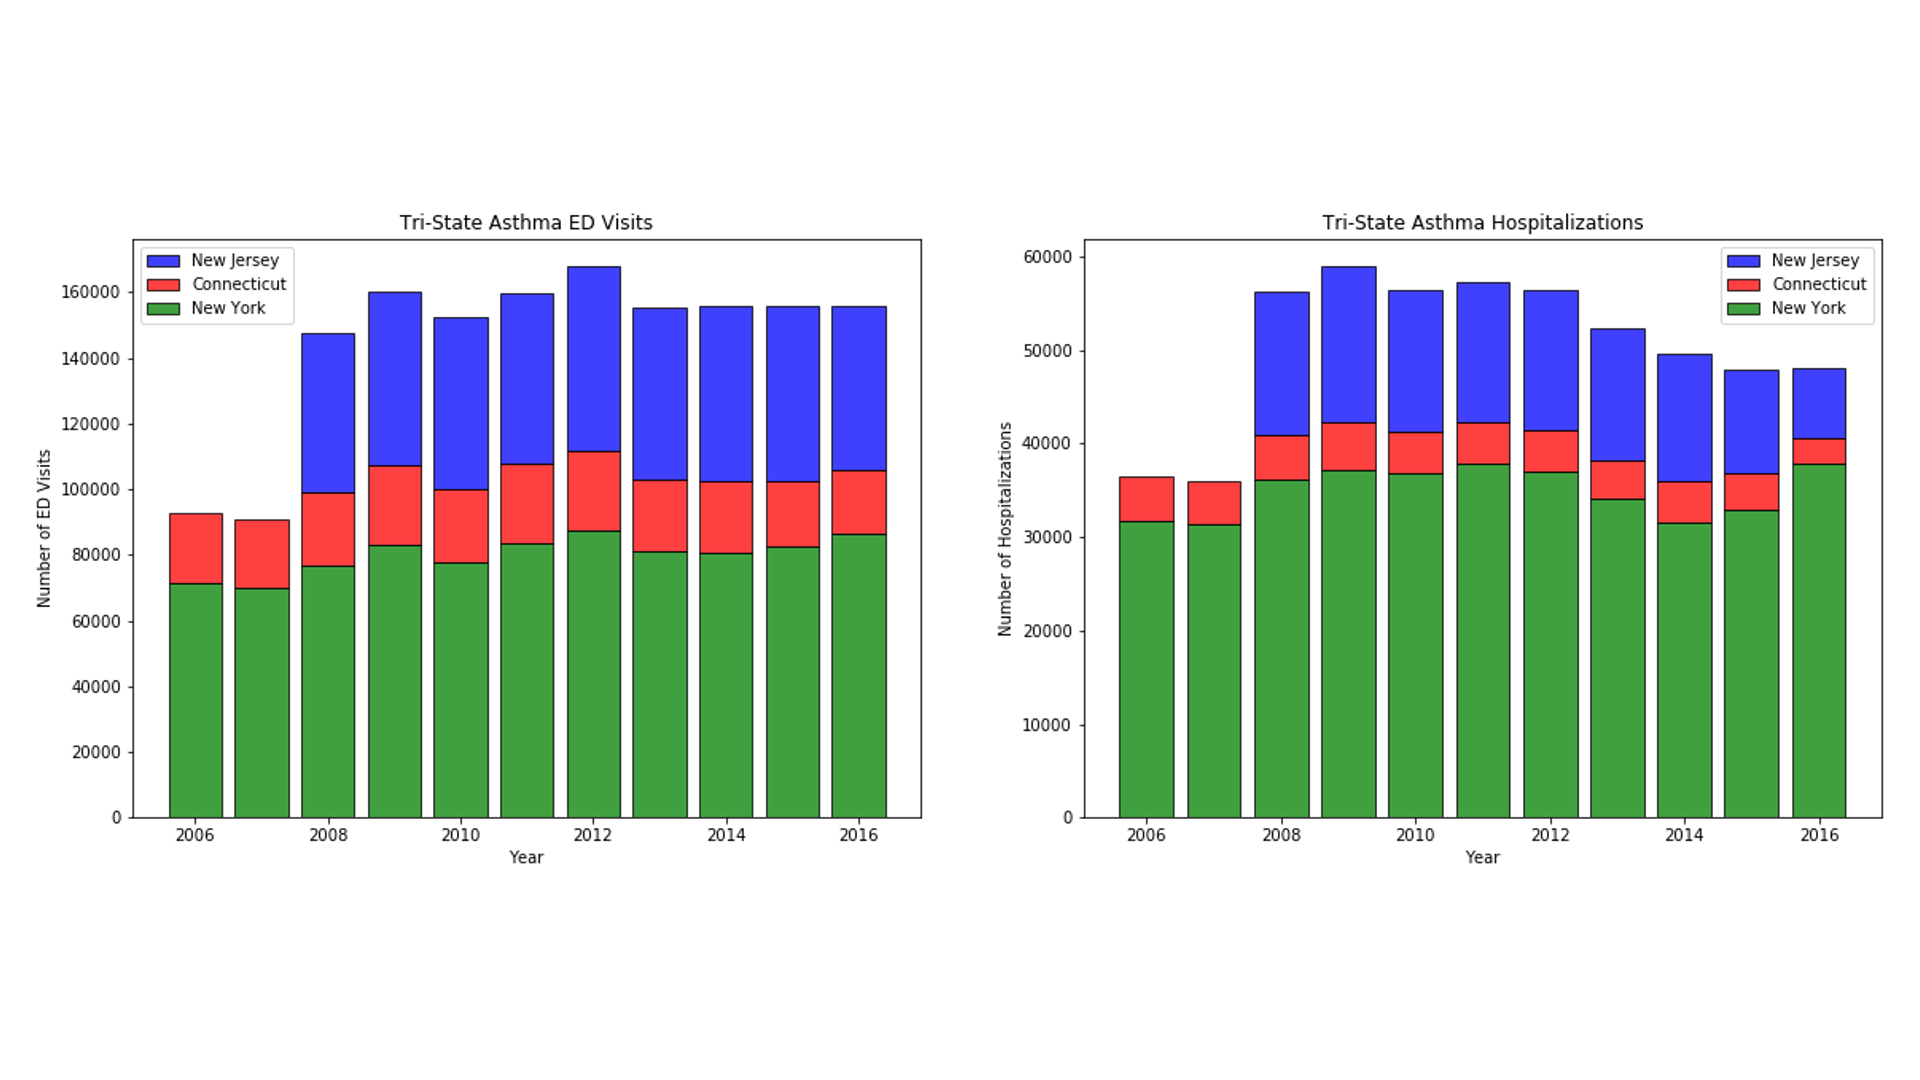 Tri-State Asthma ED Visits
New Jersey
Connecticut
New York
160000
140000
120000
100000
80000
60000
40000
20000
0
Number of ED Visits
2006 2008 2010 2012 2014 2016
Year
Tri-State Asthma Hospitalizations
New Jersey
Connecticut
New York
60000
50000
40000
30000
20000
10000
0
Number of Hospitalizations
2006 2008 2010 2012 2014 2016
Year